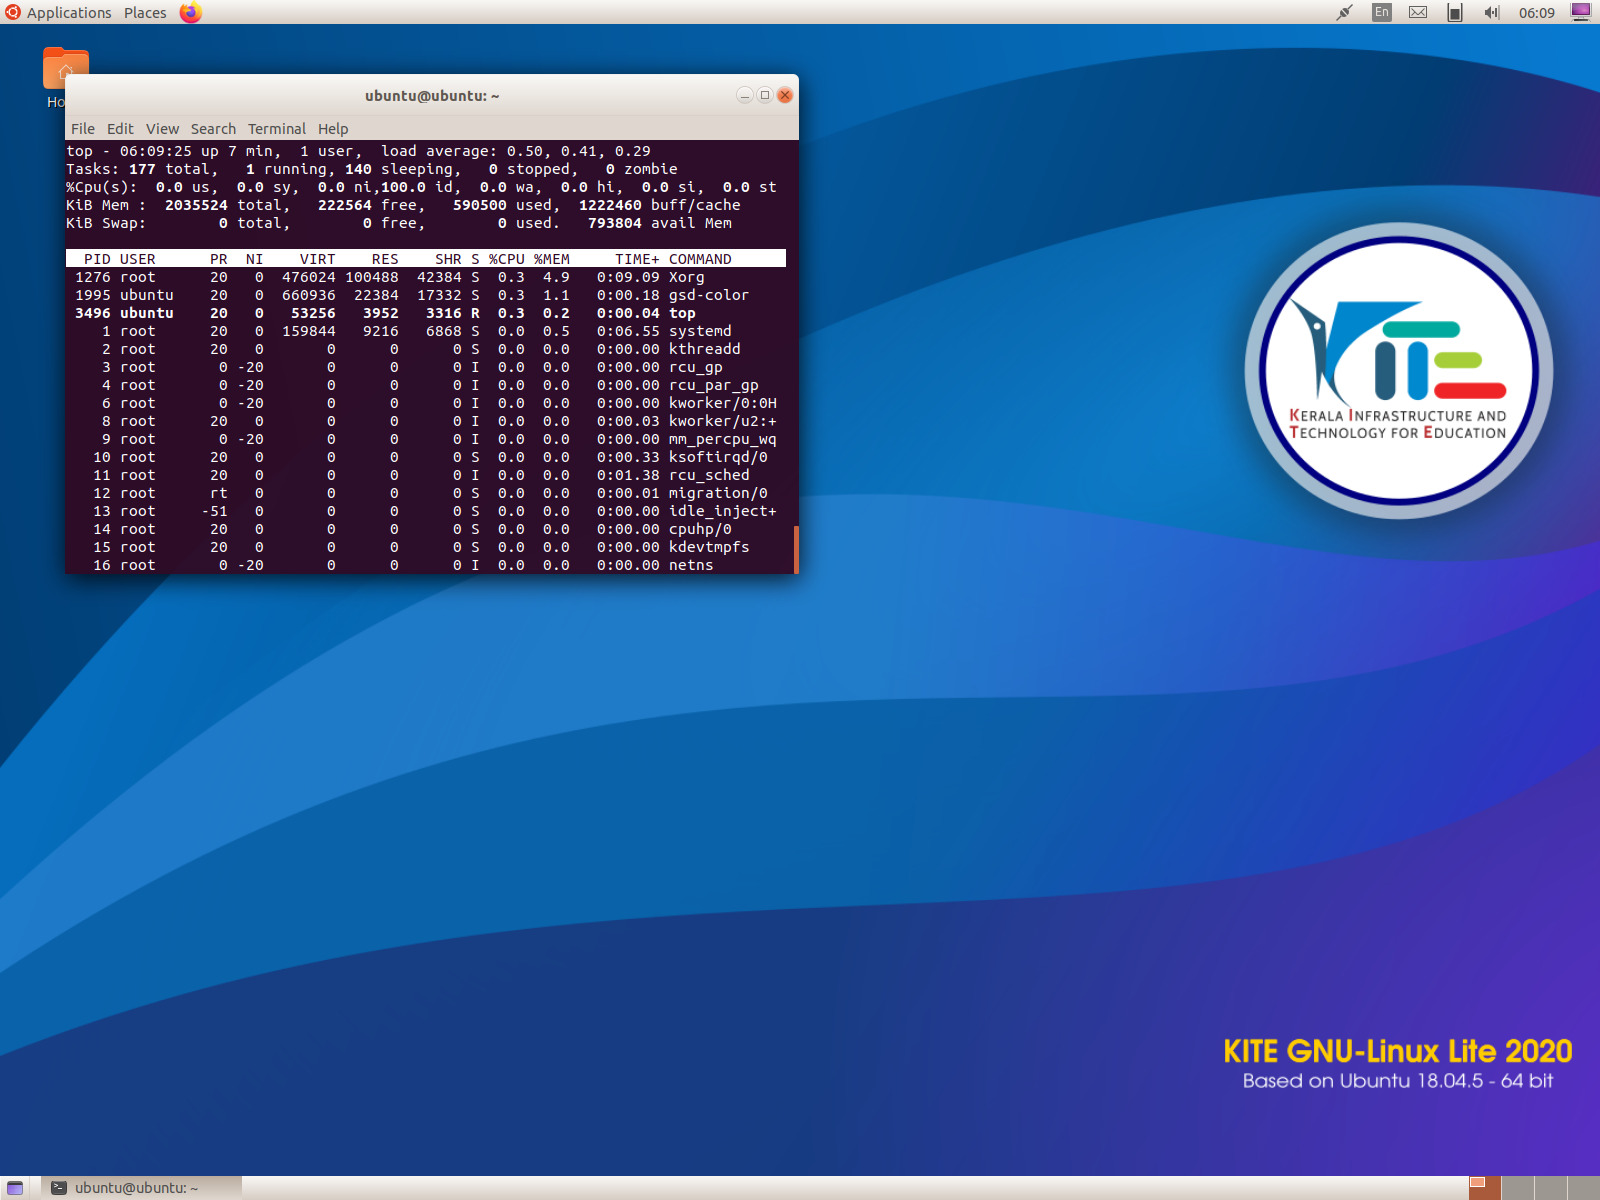 Applications Places En 06:09
Ho
ubuntu@ubuntu: ~
File Edit View Search Terminal Help
top - 06:09:25 up 7 min,  1 user,  load average: 0.50, 0.41, 0.29
Tasks: 177 total,   1 running, 140 sleeping,   0 stopped,   0 zombie
%Cpu(s):  0.0 us,  0.0 sy,  0.0 ni,100.0 id,  0.0 wa,  0.0 hi,  0.0 si,  0.0 st
KiB Mem :  2035524 total,   222564 free,   590500 used,  1222460 buff/cache
KiB Swap:        0 total,        0 free,        0 used.   793804 avail Mem
PID USER      PR  NI    VIRT    RES    SHR S %CPU %MEM     TIME+ COMMAND
1276 root      20   0  476024 100488  42384 S  0.3  4.9   0:09.09 Xorg
1995 ubuntu    20   0  660936  22384  17332 S  0.3  1.1   0:00.18 gsd-color
3496 ubuntu    20   0   53256   3952   3316 R  0.3  0.2   0:00.04 top
1 root      20   0  159844   9216   6868 S  0.0  0.5   0:06.55 systemd
2 root      20   0       0      0      0 S  0.0  0.0   0:00.00 kthreadd
3 root       0 -20       0      0      0 I  0.0  0.0   0:00.00 rcu_gp
4 root       0 -20       0      0      0 I  0.0  0.0   0:00.00 rcu_par_gp
6 root       0 -20       0      0      0 I  0.0  0.0   0:00.00 kworker/0:0H
8 root      20   0       0      0      0 I  0.0  0.0   0:00.03 kworker/u2:+
9 root       0 -20       0      0      0 I  0.0  0.0   0:00.00 mm_percpu_wq
10 root      20   0       0      0      0 S  0.0  0.0   0:00.33 ksoftirqd/0
11 root      20   0       0      0      0 I  0.0  0.0   0:01.38 rcu_sched
12 root      rt   0       0      0      0 S  0.0  0.0   0:00.01 migration/0
13 root     -51   0       0      0      0 S  0.0  0.0   0:00.00 idle_inject+
14 root      20   0       0      0      0 S  0.0  0.0   0:00.00 cpuhp/0
15 root      20   0       0      0      0 S  0.0  0.0   0:00.00 kdevtmpfs
16 root       0 -20       0      0      0 I  0.0  0.0   0:00.00 netns
KITE
KERALA INFRASTRUCTURE AND
TECHNOLOGY FOR EDUCATION
KITE GNU-Linux Lite 2020
Based on Ubuntu 18.04.5 - 64 bit
ubuntu@ubuntu: ~